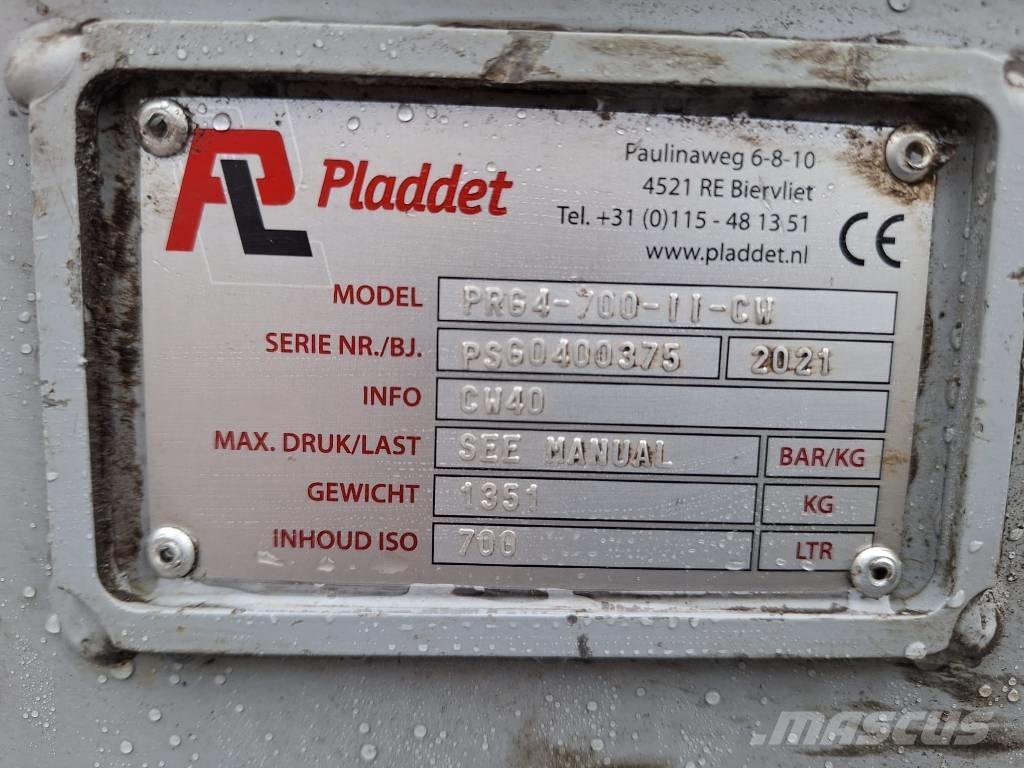 PL Pladdet
Paulinaweg 6-8-10
4521 RE Biervliet
Tel. +31 (0)115 - 48 13 51
www.pladdet.nl
CE
MODEL PRG4-700-II-CW
SERIE NR./BJ. PSG0400375 2021
INFO CW40
MAX. DRUK/LAST SEE MANUAL BAR/KG
GEWICHT 1351 KG
INHOUD ISO 700 LTR
MASCUS